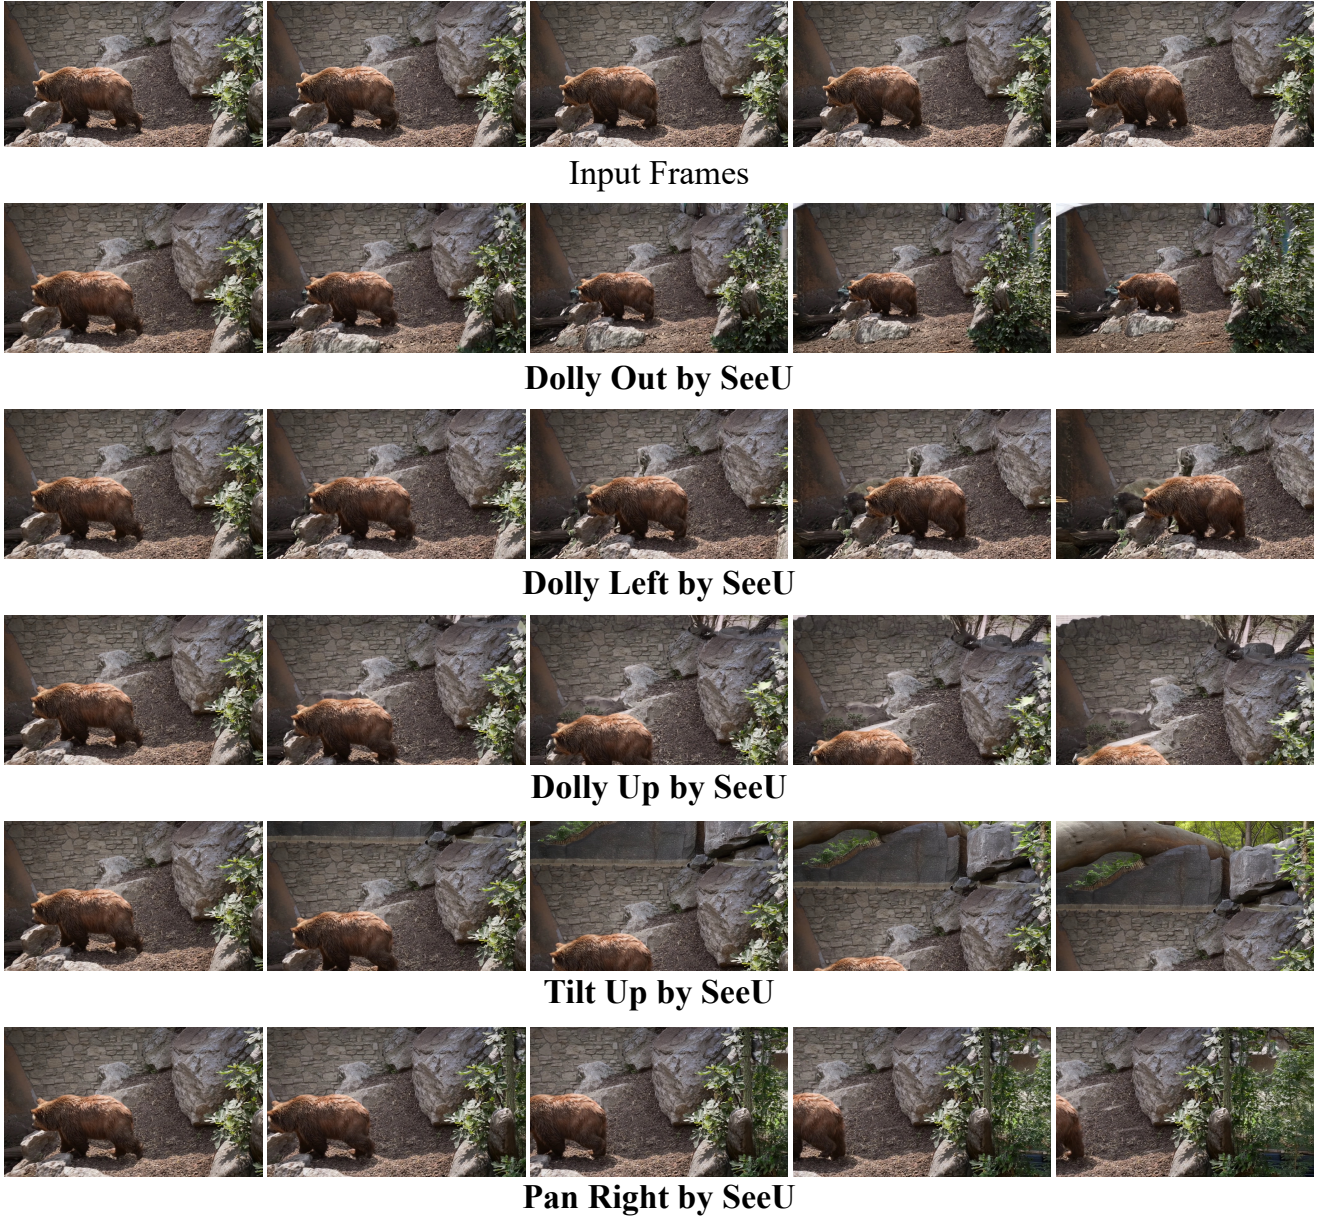 Input Frames
Dolly Out by SeeU
Dolly Left by SeeU
Dolly Up by SeeU
Tilt Up by SeeU
Pan Right by SeeU